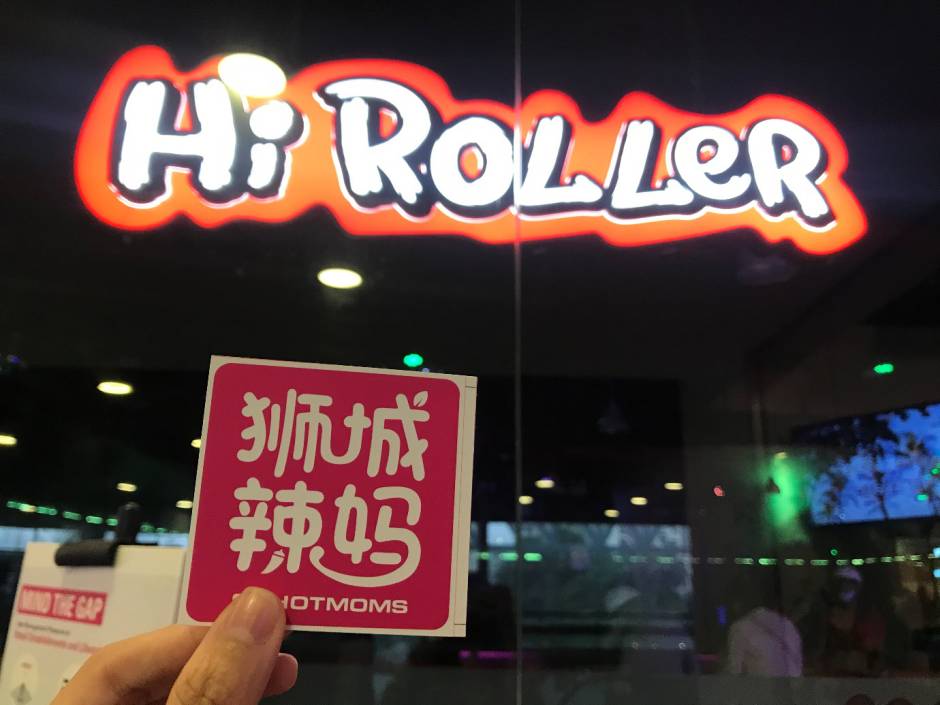 Hi ROLLER
狮城
辣妈
HOTMOMS
MIND THE GAP